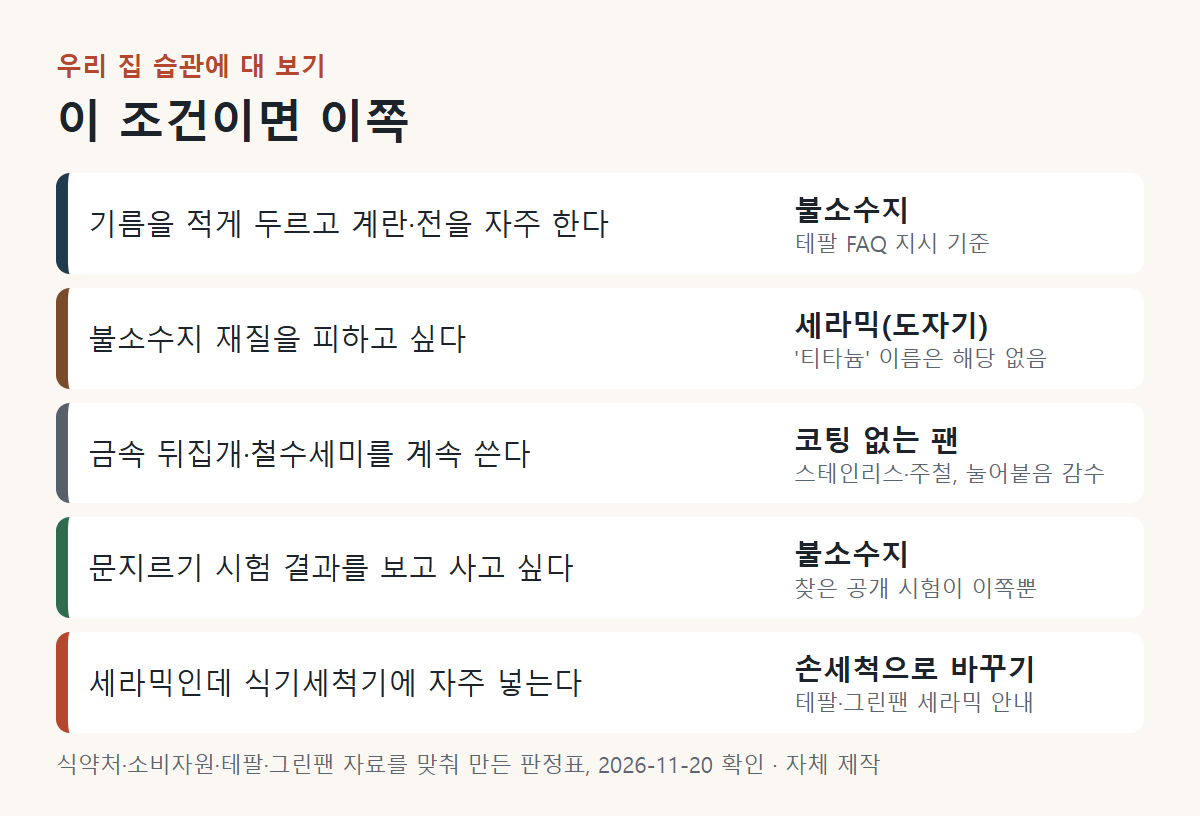 우리 집 습관에 대 보기
이 조건이면 이쪽
기름을 적게 두르고 계란·전을 자주 한다
불소수지
테팔 FAQ 지시 기준
불소수지 재질을 피하고 싶다
세라믹(도자기)
'티타늄' 이름은 해당 없음
금속 뒤집개·철수세미를 계속 쓴다
코팅 없는 팬
스테인리스·주철, 눌어붙음 감수
문지르기 시험 결과를 보고 사고 싶다
불소수지
찾은 공개 시험이 이쪽뿐
세라믹인데 식기세척기에 자주 넣는다
손세척으로 바꾸기
테팔·그린팬 세라믹 안내
식약처·소비자원·테팔·그린팬 자료를 맞춰 만든 판정표, 2026-11-20 확인 · 자체 제작